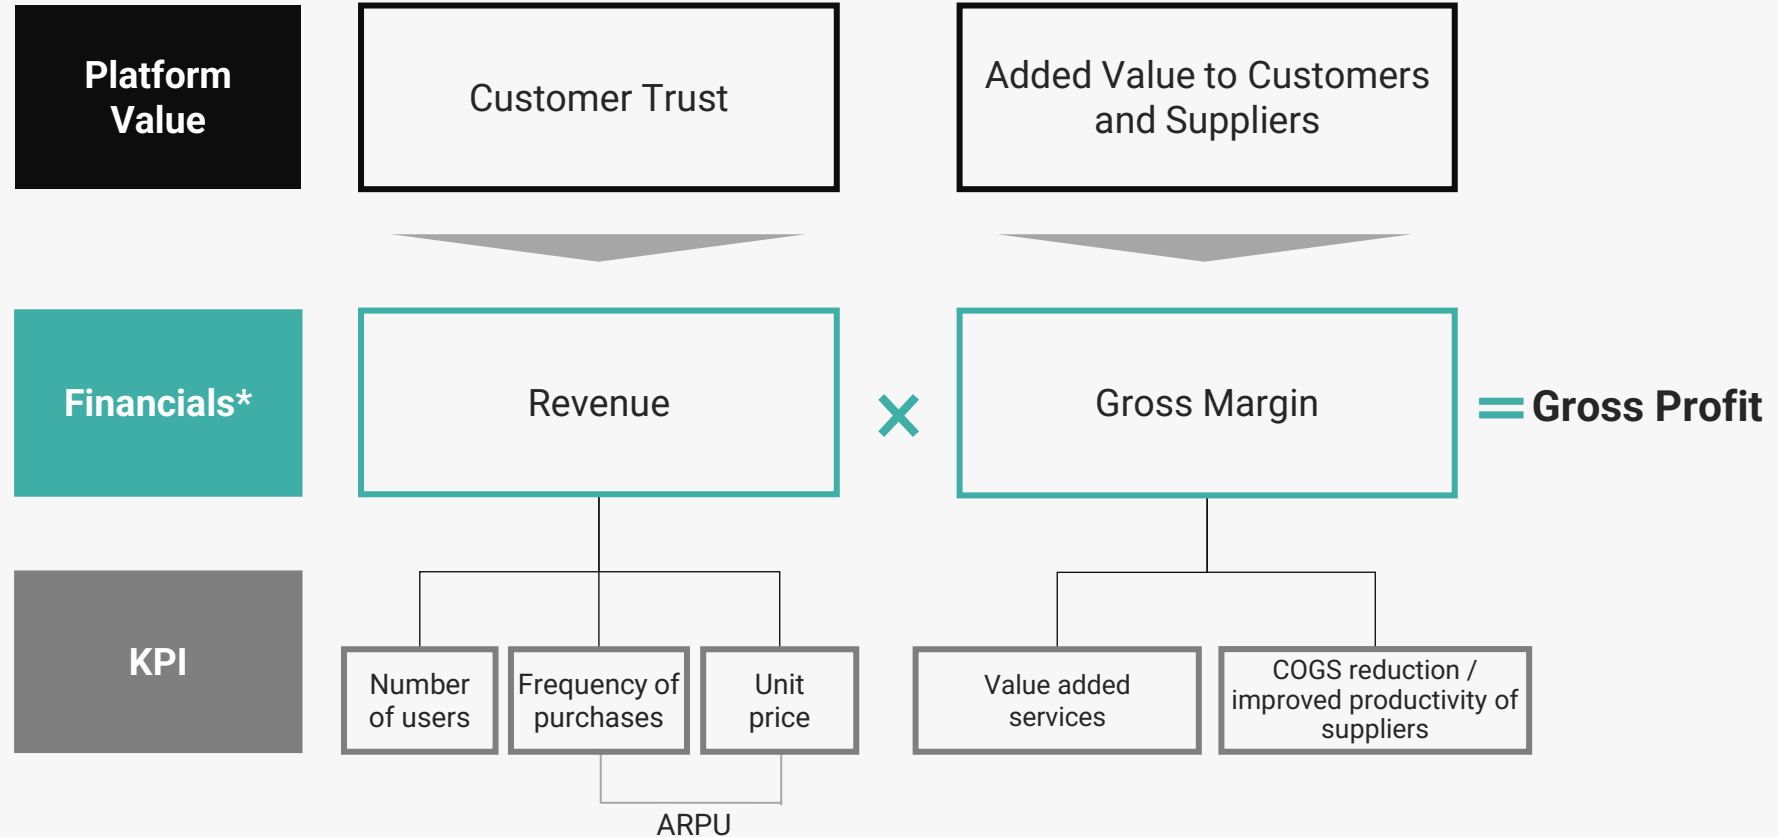 Platform
Value
Customer Trust
Added Value to Customers
and Suppliers
Financials*
Revenue
×
Gross Margin
=
Gross Profit
KPI
Number
of users
Frequency of
purchases
Unit
price
Value added
services
COGS reduction /
improved productivity of
suppliers
ARPU